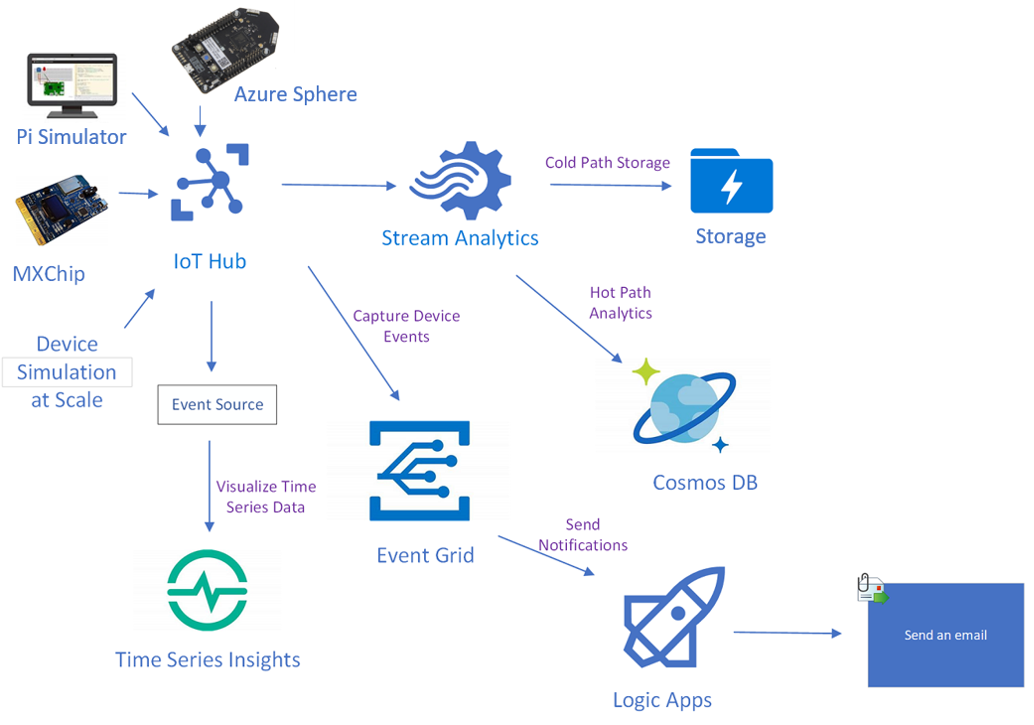 Azure Sphere
Pi Simulator
Cold Path Storage
Stream Analytics
Storage
IoT Hub
MXChip
Hot Path
Analytics
Capture Device
Events
Device
Simulation
at Scale
Event Source
Cosmos DB
Visualize Time
Series Data
Send
Notifications
Event Grid
Send an email
Time Series Insights
Logic Apps